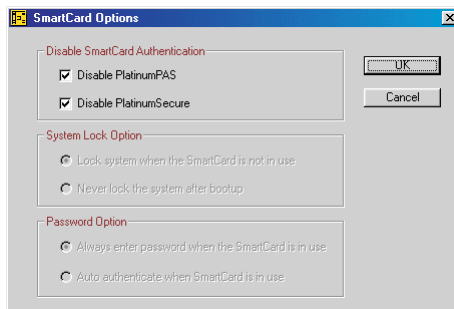 SmartCard Options
Disable SmartCard Authentication
Disable PlatinumPAS
OK
Disable PlatinumSecure
Cancel
System Lock Option
Lock system when the SmartCard is not in use
Never lock the system after bootup
Password Option
Always enter password when the SmartCard is in use
Auto authenticate when SmartCard is in use